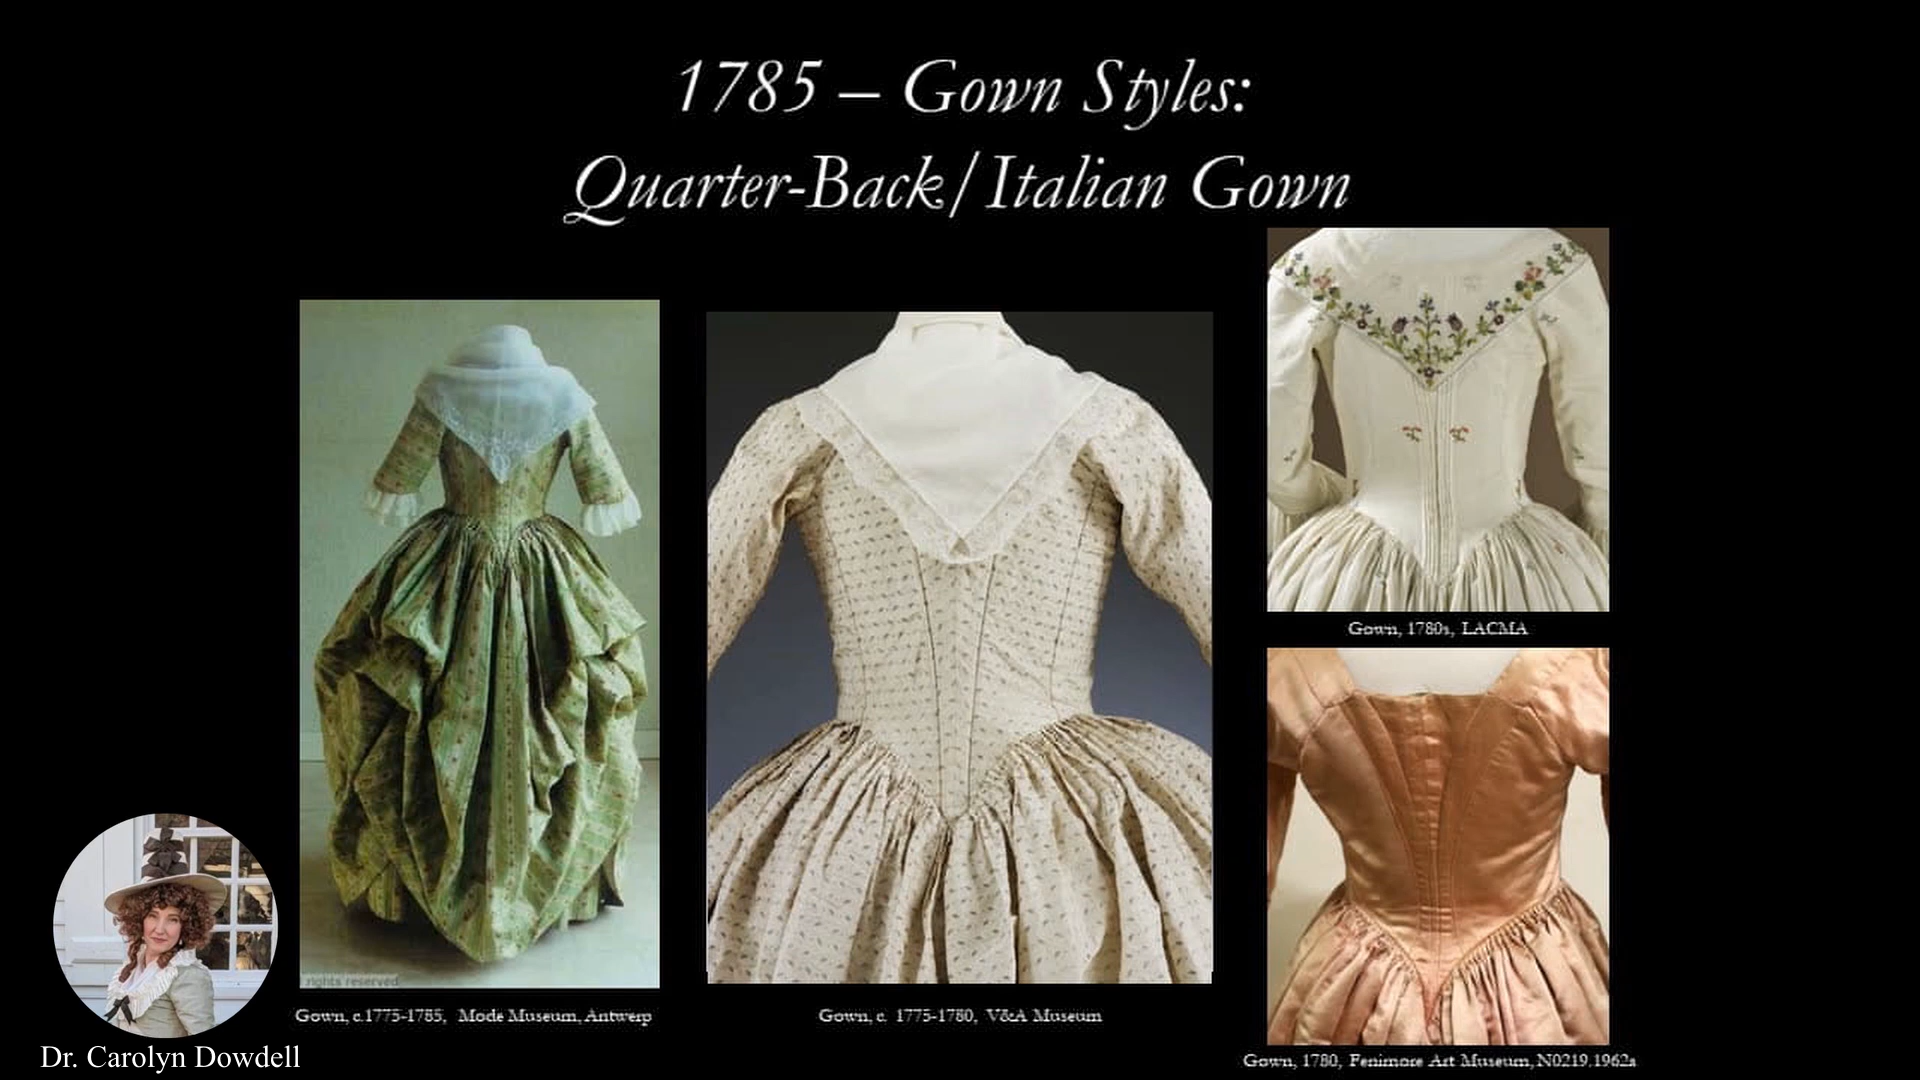 1785 – Gown Styles:
Quarter-Back/Italian Gown
rights reserved
Gown, c.1775-1785, Mode Museum, Antwerp
Gown, c. 1775-1780, V&A Museum
Gown, 1780s, LACMA
Gown, 1780, Fenimore Art Museum, N0219.1962a
Dr. Carolyn Dowdell